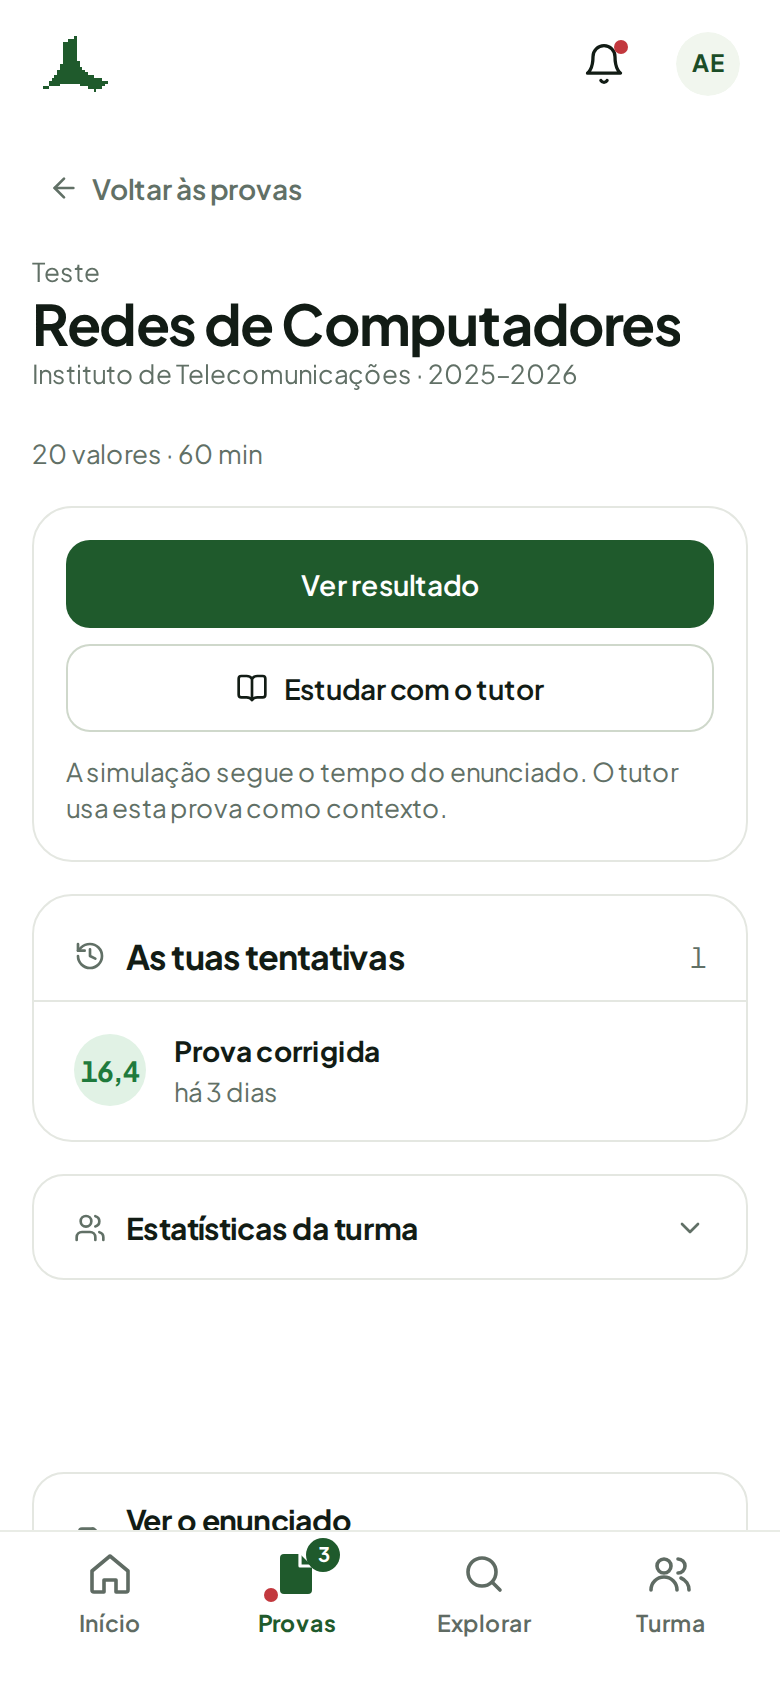 AE
Voltar às provas
Teste
Redes de Computadores
Instituto de Telecomunicações · 2025–2026
20 valores · 60 min
Ver resultado
Estudar com o tutor
A simulação segue o tempo do enunciado. O tutor
usa esta prova como contexto.
As tuas tentativas 1
16,4 Prova corrigida
há 3 dias
Estatísticas da turma
Ver o enunciado
3
Início Provas Explorar Turma